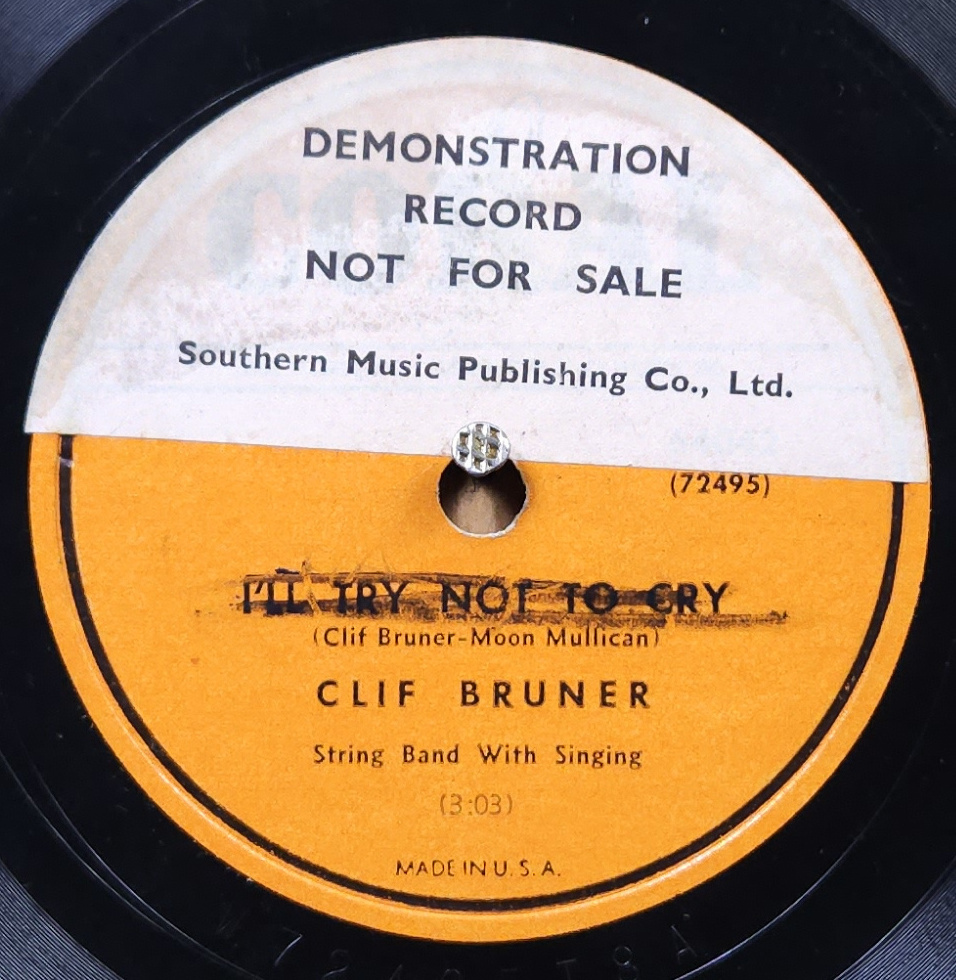 DEMONSTRATION
RECORD
NOT FOR SALE
Southern Music Publishing Co., Ltd.
(72495)
I'LL TRY NOT TO CRY
(Clif Bruner-Moon Mullican)
CLIF BRUNER
String Band With Singing
(3:03)
MADE IN U. S. A.